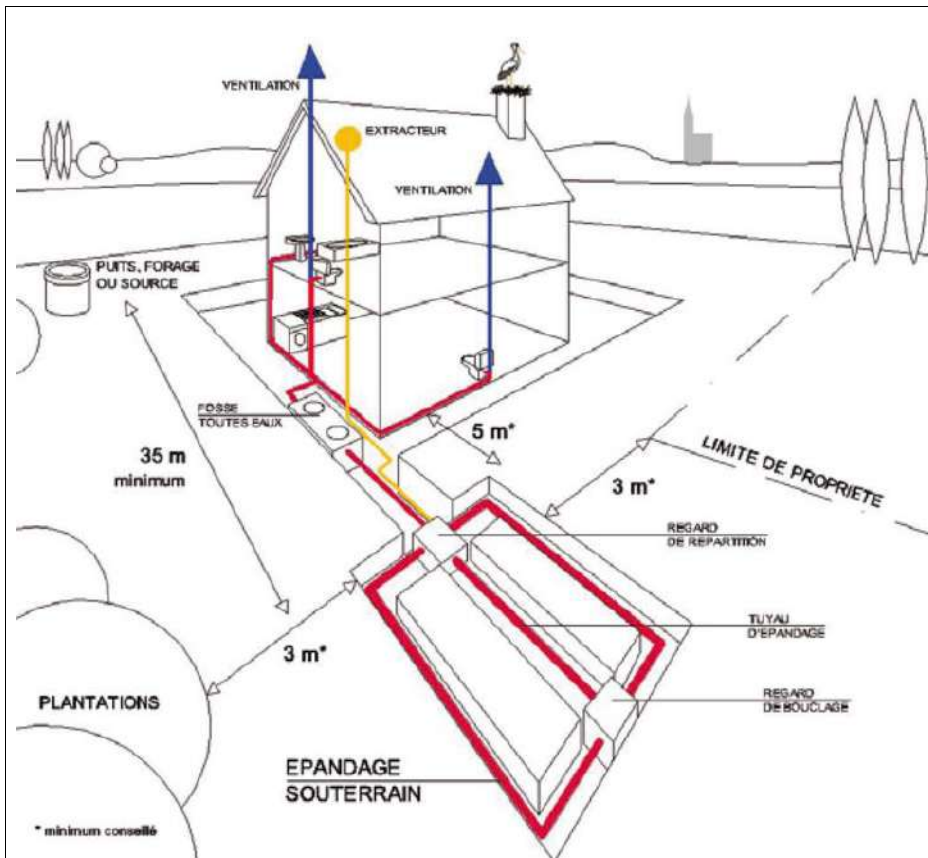 VENTILATION
EXTRACTEUR
VENTILATION
PUITS, FORAGE
OU SOURCE
FOSSE
TOUTES EAUX
5 m*
35 m
minimum
LIMITE DE PROPRIETE
3 m*
REGARD
DE REPARTITION
TUYAU
D'EPANDAGE
3 m*
PLANTATIONS
REGARD
DE BOUCLAGE
EPANDAGE
SOUTERRAIN
* minimum conseillé